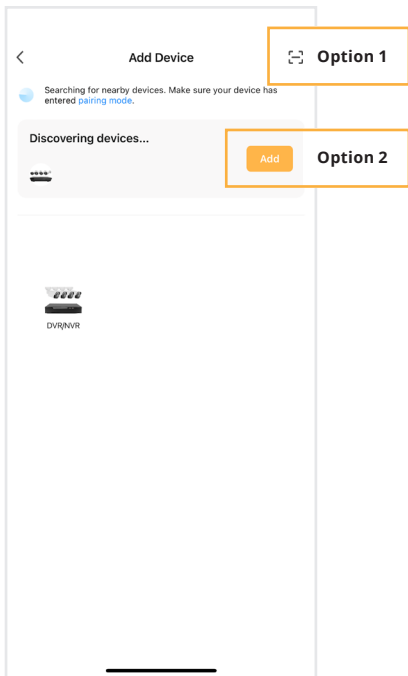 Add Device
Option 1
Searching for nearby devices. Make sure your device has
entered pairing mode.
Discovering devices...
Add
Option 2
DVR/NVR